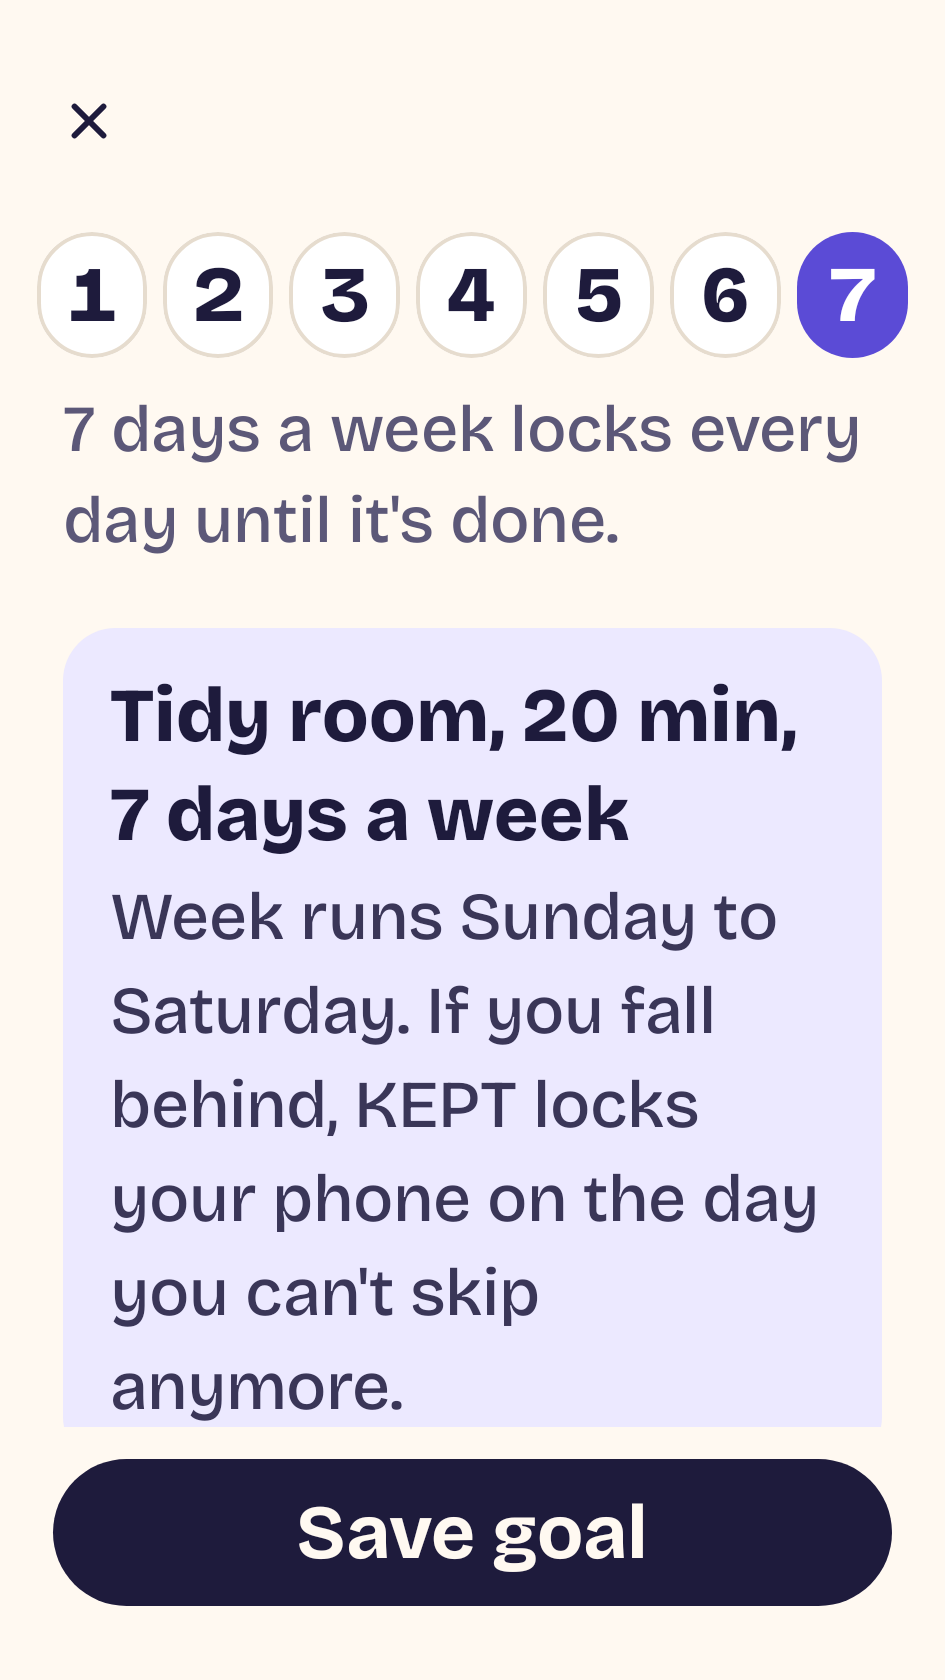 1 2 3 4 5 6 7
7 days a week locks every
day until it's done.
Tidy room, 20 min,
7 days a week
Week runs Sunday to
Saturday. If you fall
behind, KEPT locks
your phone on the day
you can't skip
anymore.
Save goal